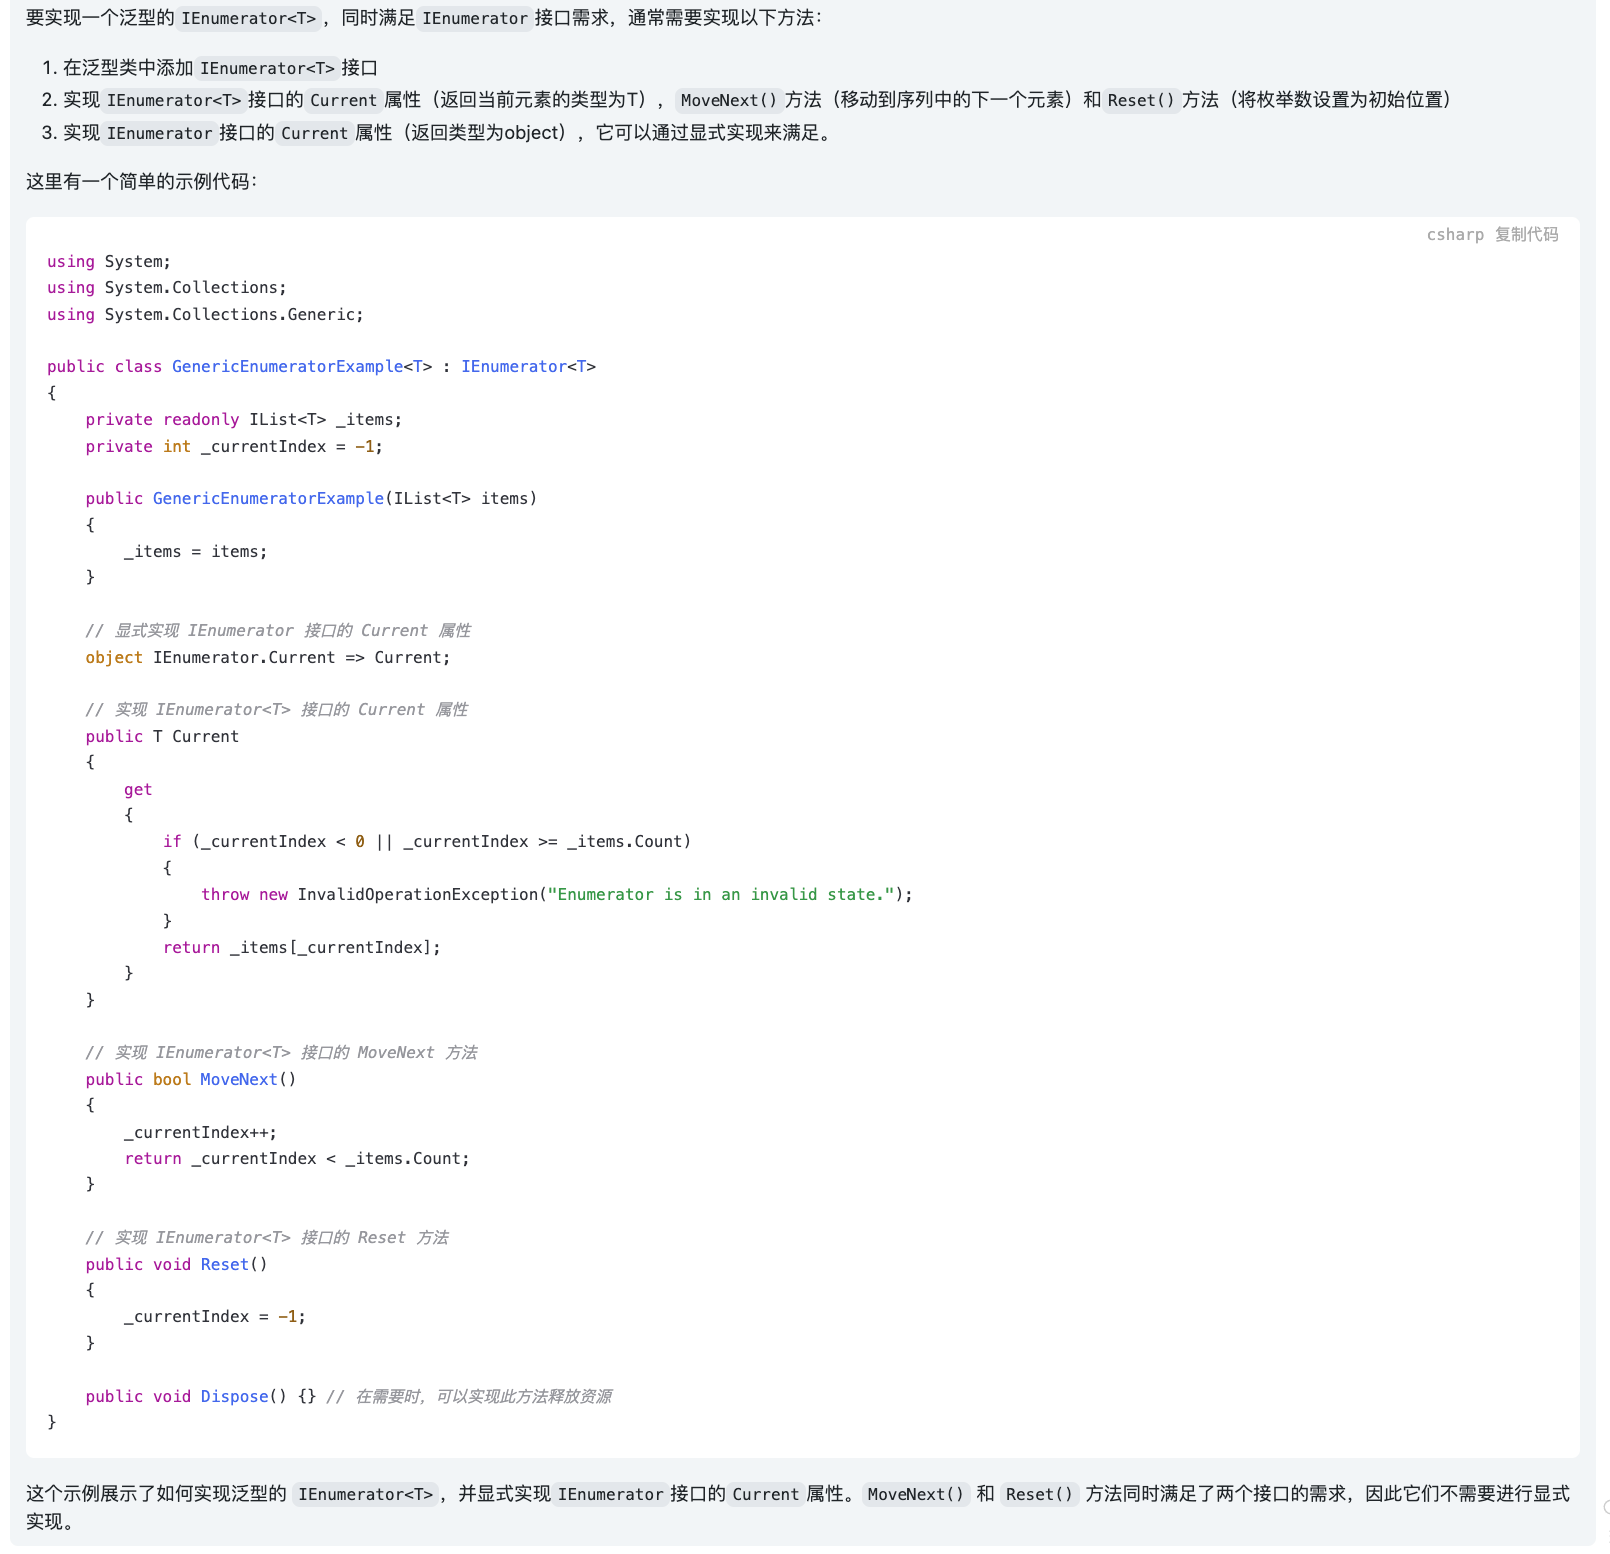 要实现一个泛型的 IEnumerator<T> ，同时满足 IEnumerator 接口需求，通常需要实现以下方法：
1. 在泛型类中添加 IEnumerator<T> 接口
2. 实现 IEnumerator<T> 接口的 Current 属性（返回当前元素的类型为T）， MoveNext() 方法（移动到序列中的下一个元素）和 Reset() 方法（将枚举数设置为初始位置）
3. 实现 IEnumerator 接口的 Current 属性（返回类型为object），它可以通过显式实现来满足。
这里有一个简单的示例代码：
csharp 复制代码
using System;
using System.Collections;
using System.Collections.Generic;
public class GenericEnumeratorExample<T> : IEnumerator<T>
{
    private readonly IList<T> _items;
    private int _currentIndex = -1;
    public GenericEnumeratorExample(IList<T> items)
    {
        _items = items;
    }
    // 显式实现 IEnumerator 接口的 Current 属性
    object IEnumerator.Current => Current;
    // 实现 IEnumerator<T> 接口的 Current 属性
    public T Current
    {
        get
        {
            if (_currentIndex < 0 || _currentIndex >= _items.Count)
            {
                throw new InvalidOperationException("Enumerator is in an invalid state.");
            }
            return _items[_currentIndex];
        }
    }
    // 实现 IEnumerator<T> 接口的 MoveNext 方法
    public bool MoveNext()
    {
        _currentIndex++;
        return _currentIndex < _items.Count;
    }
    // 实现 IEnumerator<T> 接口的 Reset 方法
    public void Reset()
    {
        _currentIndex = -1;
    }
    public void Dispose() {} // 在需要时，可以实现此方法释放资源
}
这个示例展示了如何实现泛型的 IEnumerator<T> ，并显式实现 IEnumerator 接口的 Current 属性。 MoveNext() 和 Reset() 方法同时满足了两个接口的需求，因此它们不需要进行显式
实现。